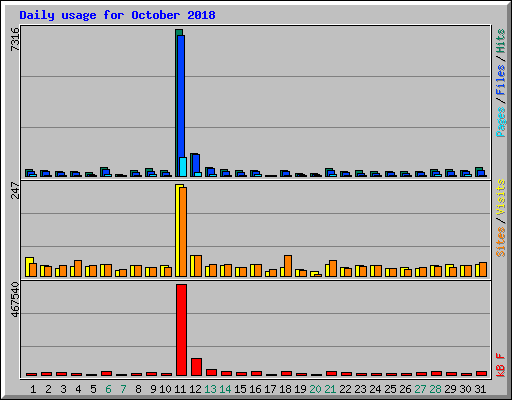 Daily usage for October 2018
7316
Pages / Files / Hits
247
Sites / Visits
467540
kB F
1 2 3 4 5 6 7 8 9 10 11 12 13 14 15 16 17 18 19 20 21 22 23 24 25 26 27 28 29 30 31